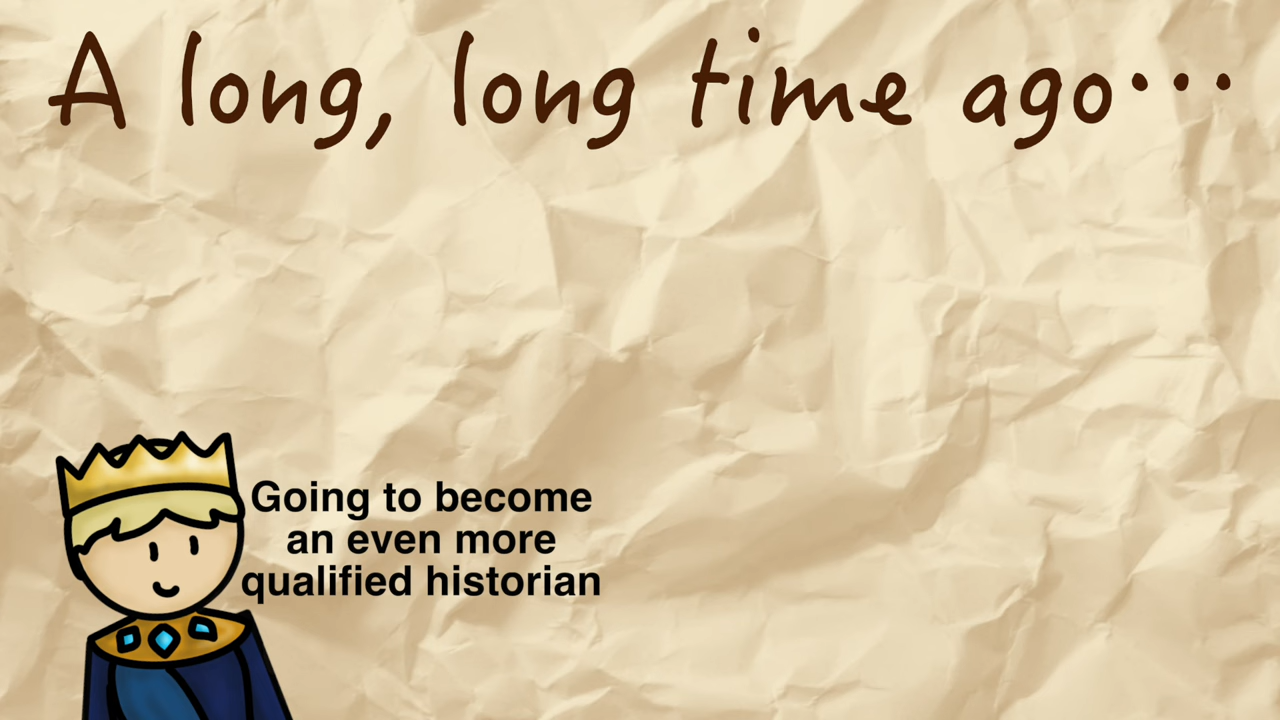 A long, long time ago···
Going to become
an even more
qualified historian